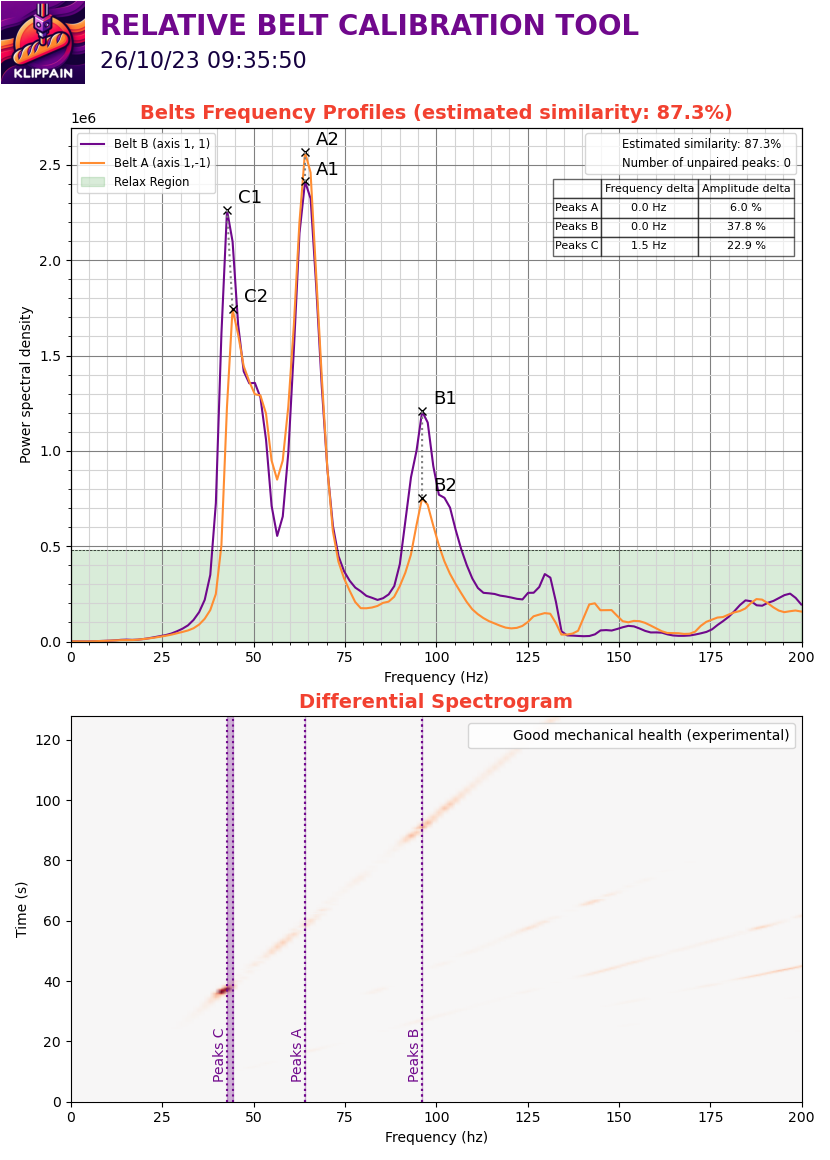 KLIPPAIN
RELATIVE BELT CALIBRATION TOOL
26/10/23 09:35:50
Belts Frequency Profiles (estimated similarity: 87.3%)
1e6
Belt B (axis 1, 1)
Belt A (axis 1,-1)
Relax Region
Estimated similarity: 87.3%
Number of unpaired peaks: 0
Frequency delta Amplitude delta
Peaks A 0.0 Hz 6.0 %
Peaks B 0.0 Hz 37.8 %
Peaks C 1.5 Hz 22.9 %
A2
A1
C1
C2
B1
B2
Power spectral density
2.5
2.0
1.5
1.0
0.5
0.0
0 25 50 75 100 125 150 175 200
Frequency (Hz)
Differential Spectrogram
Good mechanical health (experimental)
Time (s)
120
100
80
60
40
20
0
Peaks C
Peaks A
Peaks B
0 25 50 75 100 125 150 175 200
Frequency (hz)